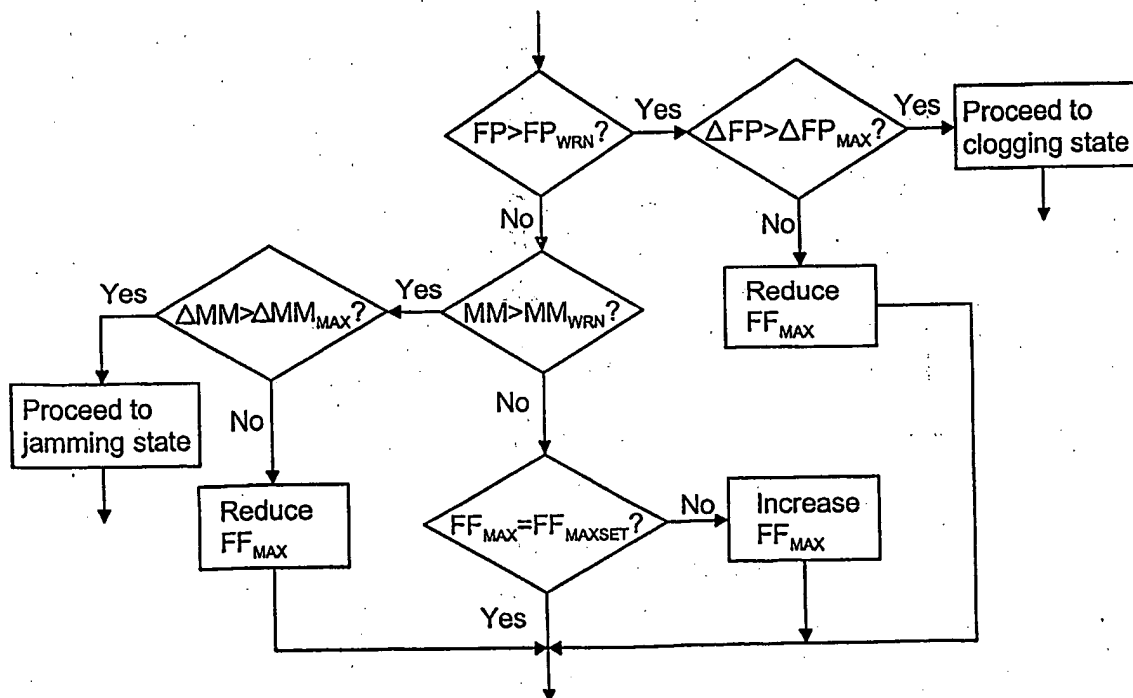 Yes
Yes
FP>FP_WRN?
ΔFP>ΔFP_MAX?
Proceed to
clogging state
No
No
Yes
Yes
ΔMM>ΔMM_MAX?
MM>MM_WRN?
Reduce
FF_MAX
Proceed to
jamming state
No
No
Reduce
FF_MAX
FF_MAX=FF_MAXSET?
No
Increase
FF_MAX
Yes